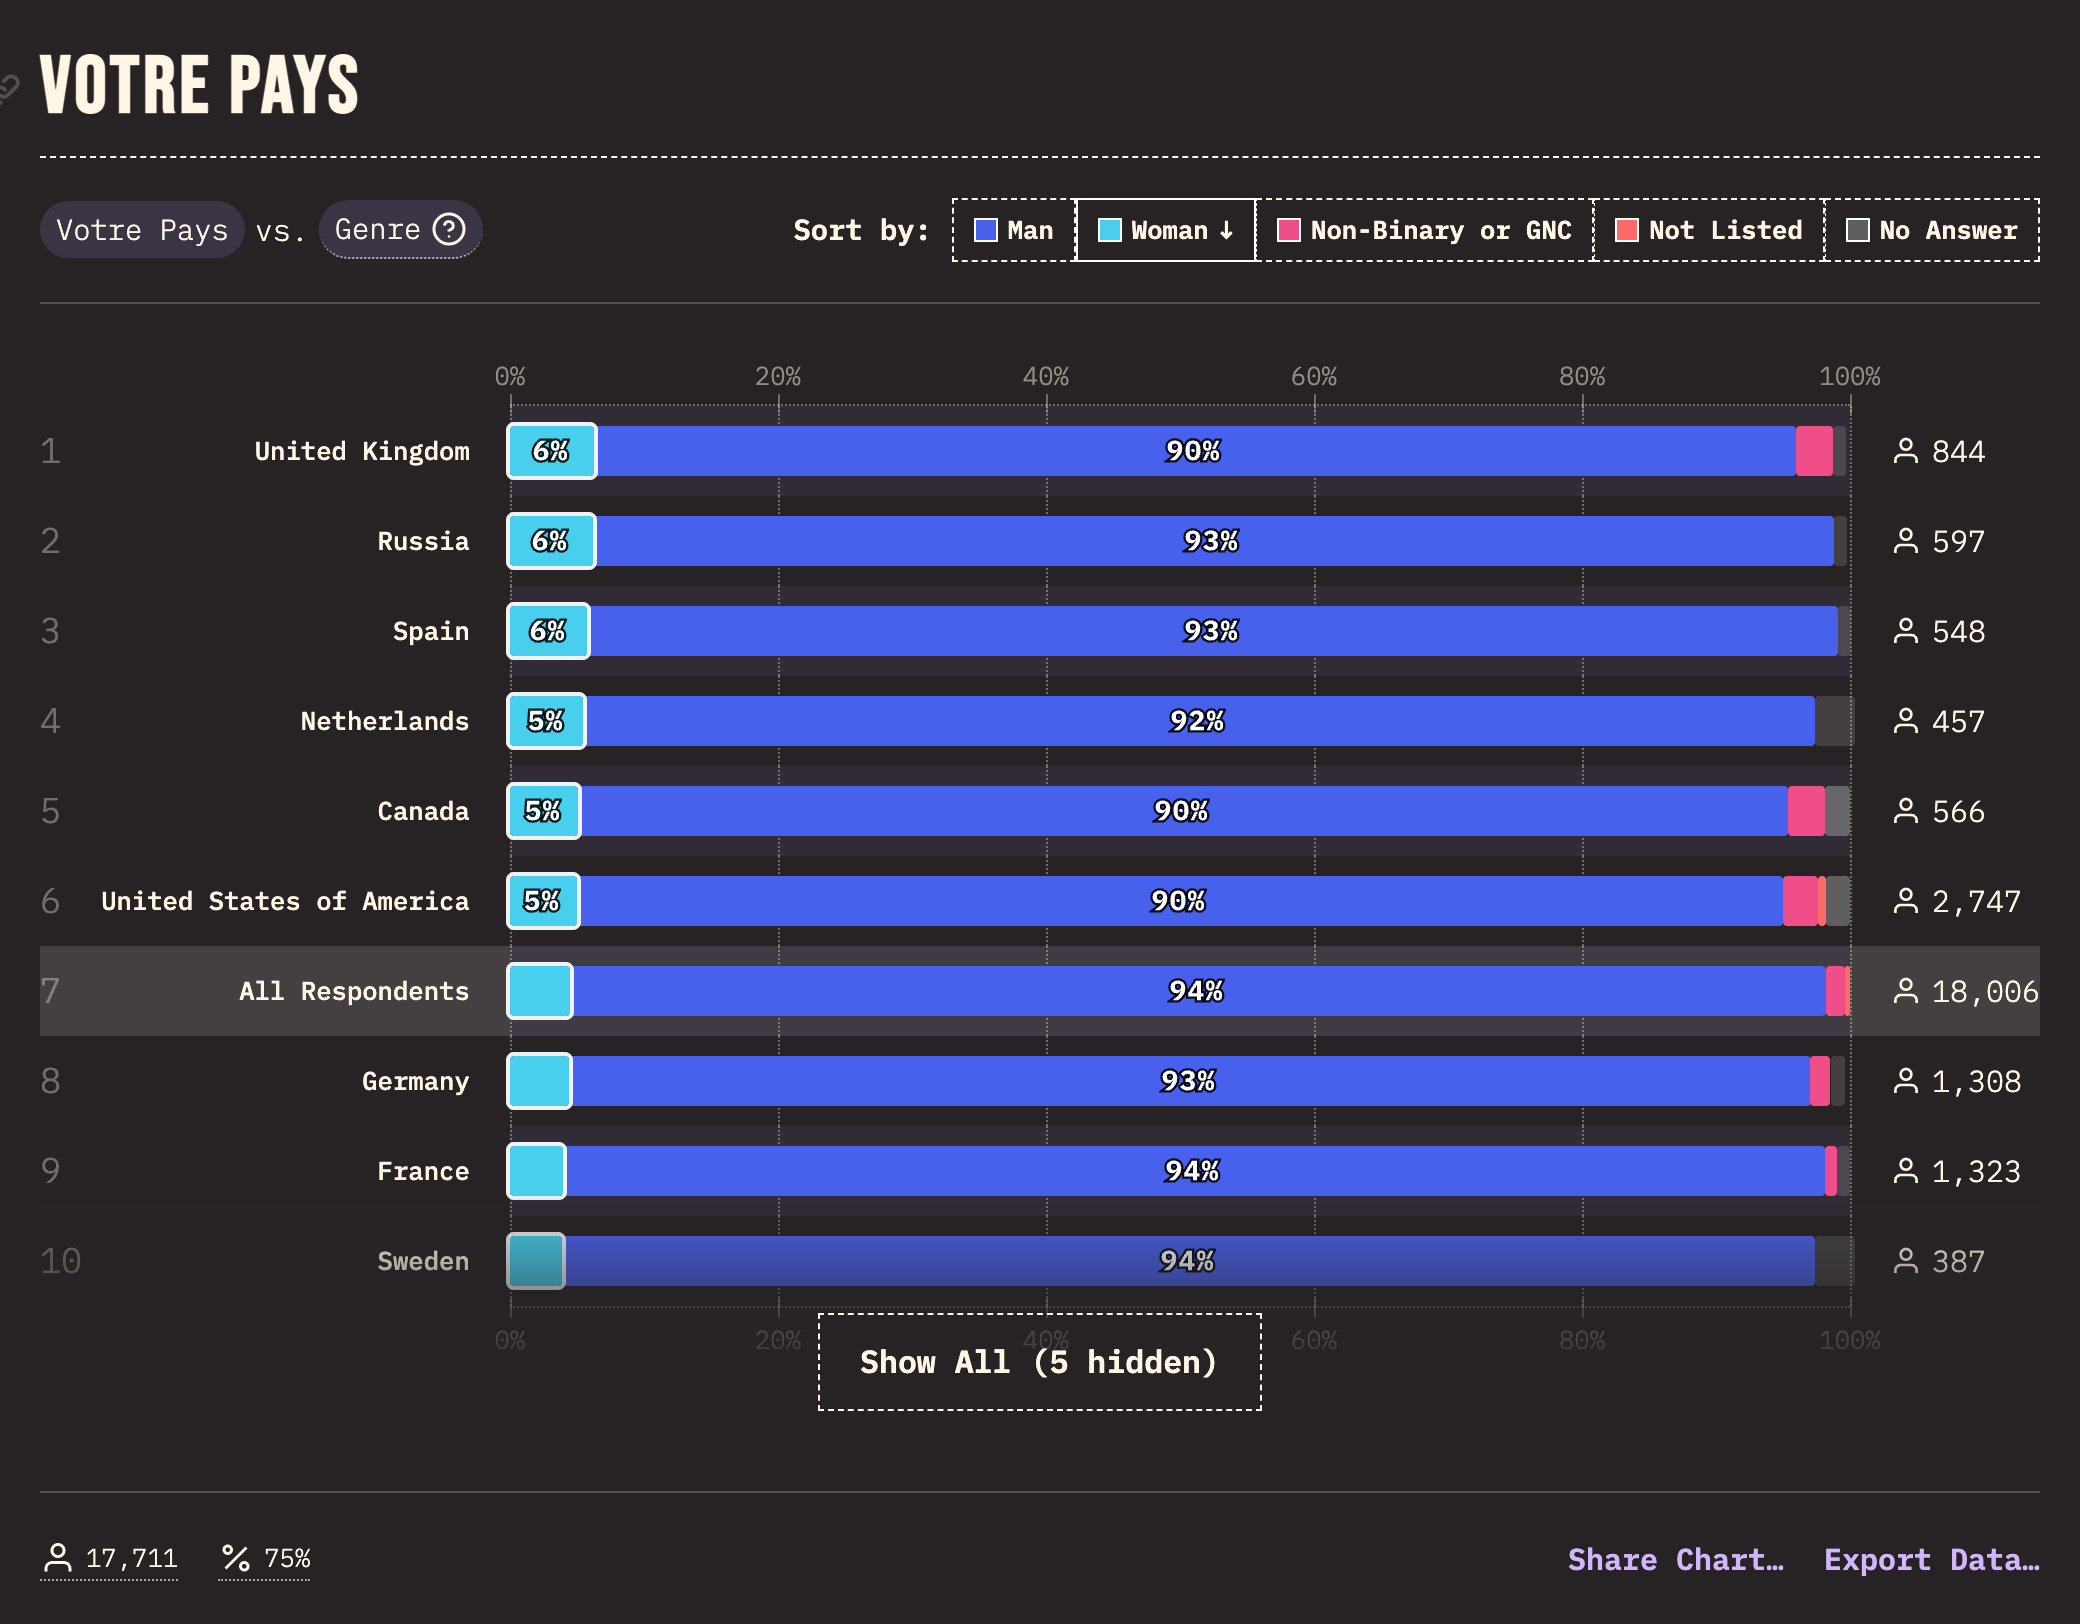 VOTRE PAYS
Votre Pays vs. Genre ?
Sort by: Man Woman ↓ Non-Binary or GNC Not Listed No Answer
0% 20% 40% 60% 80% 100%
1 United Kingdom 6% 90% 844
2 Russia 6% 93% 597
3 Spain 6% 93% 548
4 Netherlands 5% 92% 457
5 Canada 5% 90% 566
6 United States of America 5% 90% 2,747
7 All Respondents 94% 18,006
8 Germany 93% 1,308
9 France 94% 1,323
10 Sweden 94% 387
0% 20% 40% 60% 80% 100%
Show All (5 hidden)
17,711 % 75%
Share Chart… Export Data…